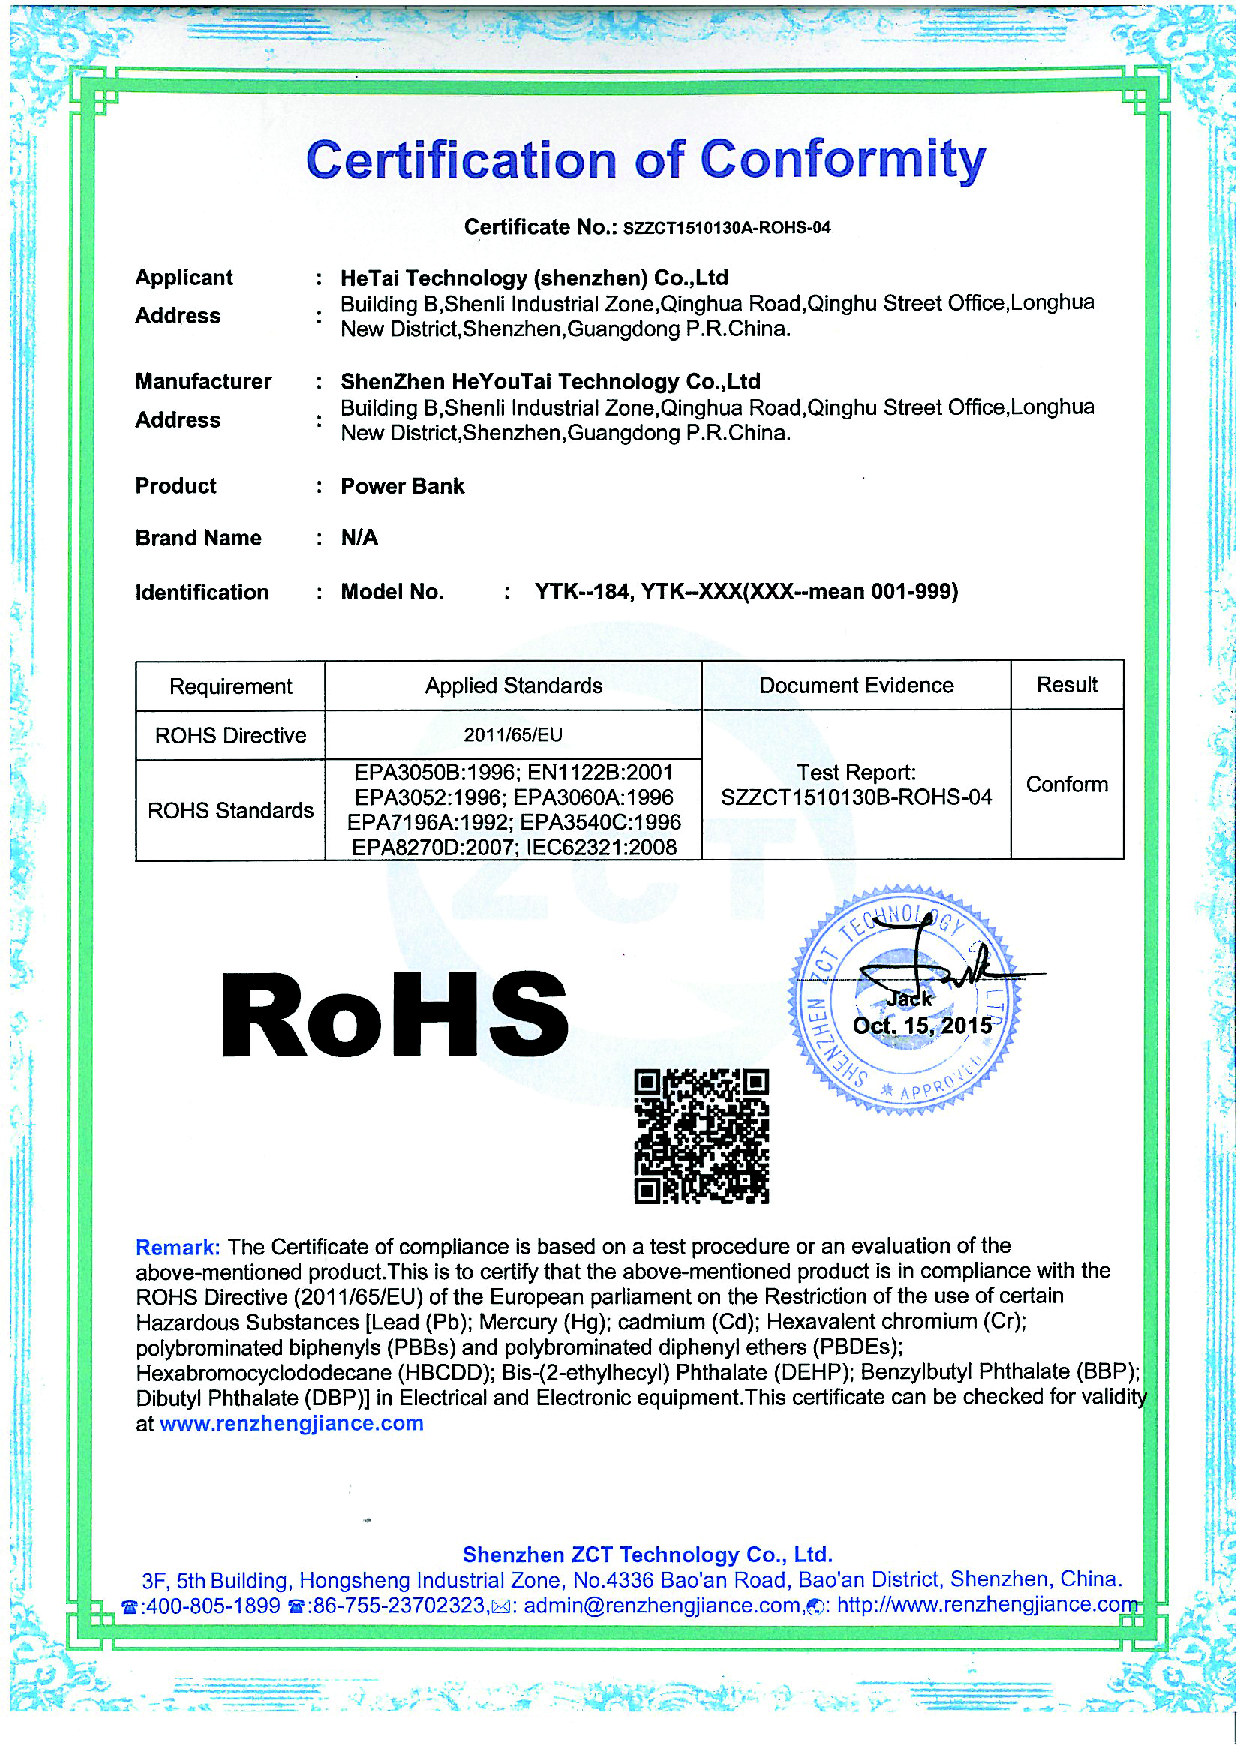 Certification of Conformity
Certificate No.: SZZCT1510130A-ROHS-04
Applicant : HeTai Technology (shenzhen) Co.,Ltd
Address : Building B,Shenli Industrial Zone,Qinghua Road,Qinghu Street Office,Longhua
New District,Shenzhen,Guangdong P.R.China.
Manufacturer : ShenZhen HeYouTai Technology Co.,Ltd
Address : Building B,Shenli Industrial Zone,Qinghua Road,Qinghu Street Office,Longhua
New District,Shenzhen,Guangdong P.R.China.
Product : Power Bank
Brand Name : N/A
Identification : Model No. : YTK--184, YTK--XXX(XXX--mean 001-999)
Requirement Applied Standards Document Evidence Result
ROHS Directive 2011/65/EU
ROHS Standards
EPA3050B:1996; EN1122B:2001
EPA3052:1996; EPA3060A:1996
EPA7196A:1992; EPA3540C:1996
EPA8270D:2007; IEC62321:2008
Test Report:
SZZCT1510130B-ROHS-04
Conform
ZCT
RoHS
SHENZHEN ZCT TECHNOLOGY CO LTD
Jack
Oct. 15, 2015
* APPROVED *
Remark: The Certificate of compliance is based on a test procedure or an evaluation of the
above-mentioned product.This is to certify that the above-mentioned product is in compliance with the
ROHS Directive (2011/65/EU) of the European parliament on the Restriction of the use of certain
Hazardous Substances [Lead (Pb); Mercury (Hg); cadmium (Cd); Hexavalent chromium (Cr);
polybrominated biphenyls (PBBs) and polybrominated diphenyl ethers (PBDEs);
Hexabromocyclododecane (HBCDD); Bis-(2-ethylhecyl) Phthalate (DEHP); Benzylbutyl Phthalate (BBP);
Dibutyl Phthalate (DBP)] in Electrical and Electronic equipment.This certificate can be checked for validity
at www.renzhengjiance.com
Shenzhen ZCT Technology Co., Ltd.
3F, 5th Building, Hongsheng Industrial Zone, No.4336 Bao'an Road, Bao'an District, Shenzhen, China.
☎:400-805-1899 ☎:86-755-23702323,✉: admin@renzhengjiance.com, : http://www.renzhengjiance.com